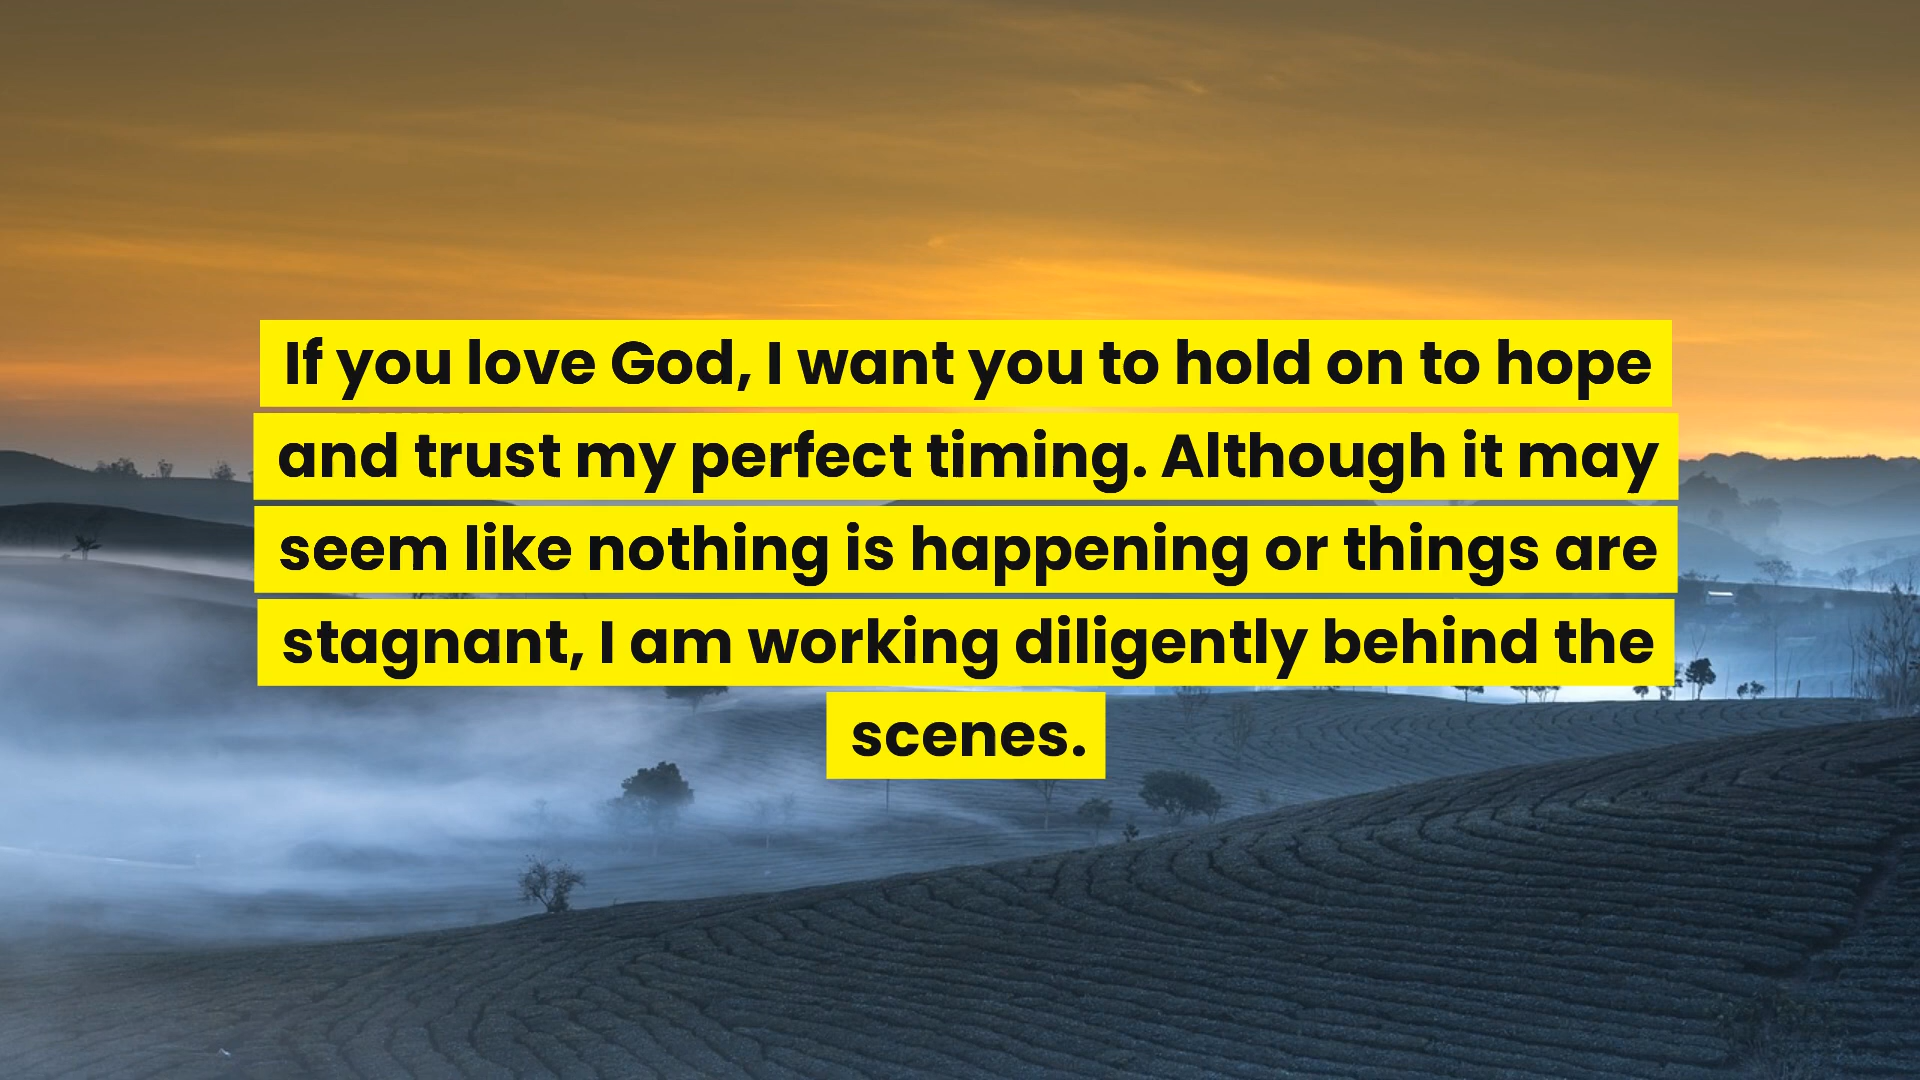 If you love God, I want you to hold on to hope
and trust my perfect timing. Although it may
seem like nothing is happening or things are
stagnant, I am working diligently behind the
scenes.